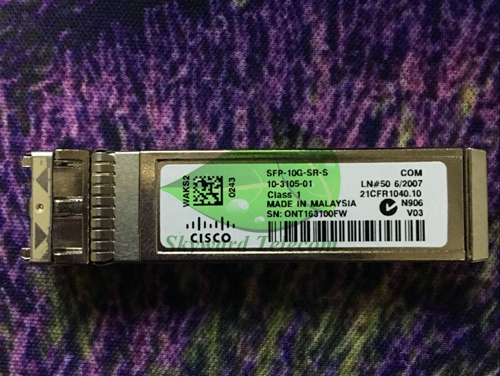 WAKS2
0243
CISCO
SFP-10G-SR-S
COM
10-3105-01
LN#50 6/2007
Class 1
21CFR1040.10
MADE IN MALAYSIA
N906
SN: ONT163100FW
V03
Skyward Telecom